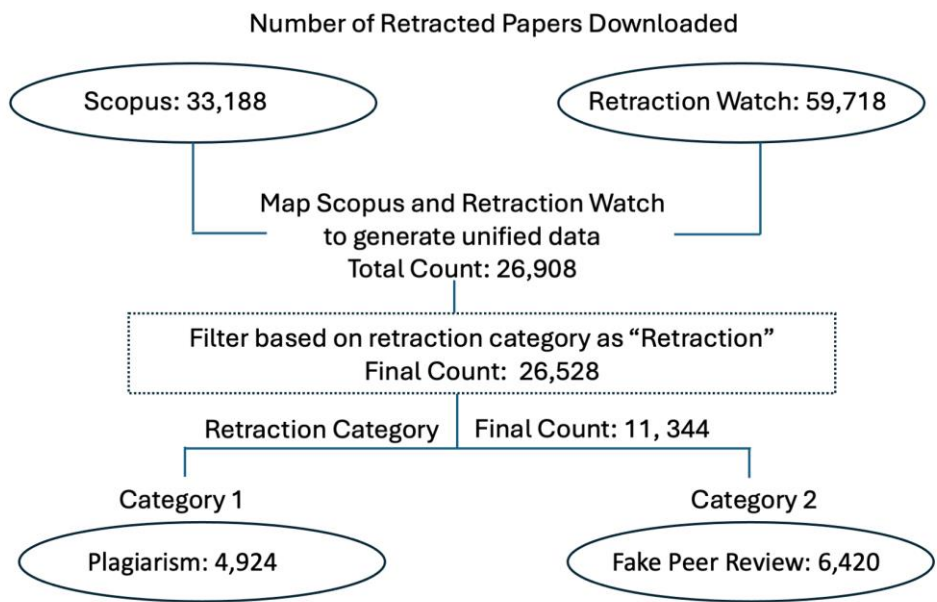 Number of Retracted Papers Downloaded
Scopus: 33,188
Retraction Watch: 59,718
Map Scopus and Retraction Watch
to generate unified data
Total Count: 26,908
Filter based on retraction category as “Retraction”
Final Count: 26,528
Retraction Category
Final Count: 11, 344
Category 1
Category 2
Plagiarism: 4,924
Fake Peer Review: 6,420